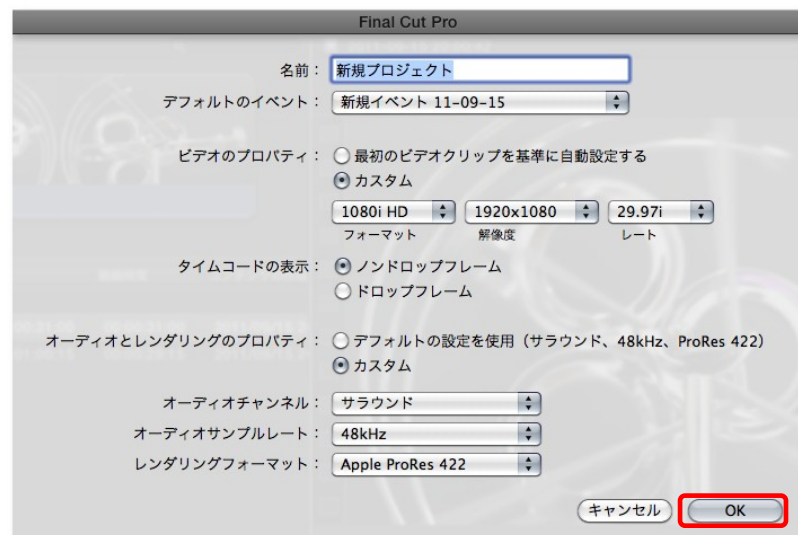 Final Cut Pro
名前： 新規プロジェクト
デフォルトのイベント： 新規イベント 11-09-15
ビデオのプロパティ： 最初のビデオクリップを基準に自動設定する
カスタム
1080i HD 1920x1080 29.97i
フォーマット 解像度 レート
タイムコードの表示： ノンドロップフレーム
ドロップフレーム
オーディオとレンダリングのプロパティ： デフォルトの設定を使用（サラウンド、48kHz、ProRes 422）
カスタム
オーディオチャンネル： サラウンド
オーディオサンプルレート： 48kHz
レンダリングフォーマット： Apple ProRes 422
キャンセル OK